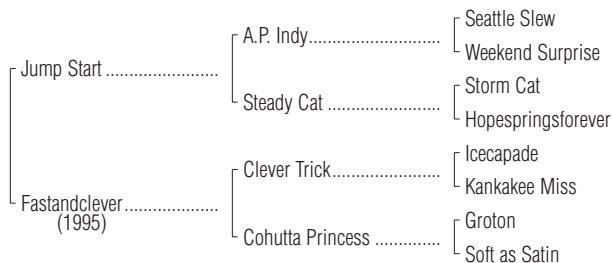 Seattle Slew
A.P. Indy..............................
Weekend Surprise
Jump Start .........................
Storm Cat
Steady Cat .........................
Hopespringsforever
Icecapade
Clever Trick.........................
Kankakee Miss
Fastandclever.....................
(1995)
Groton
Cohutta Princess ..............
Soft as Satin